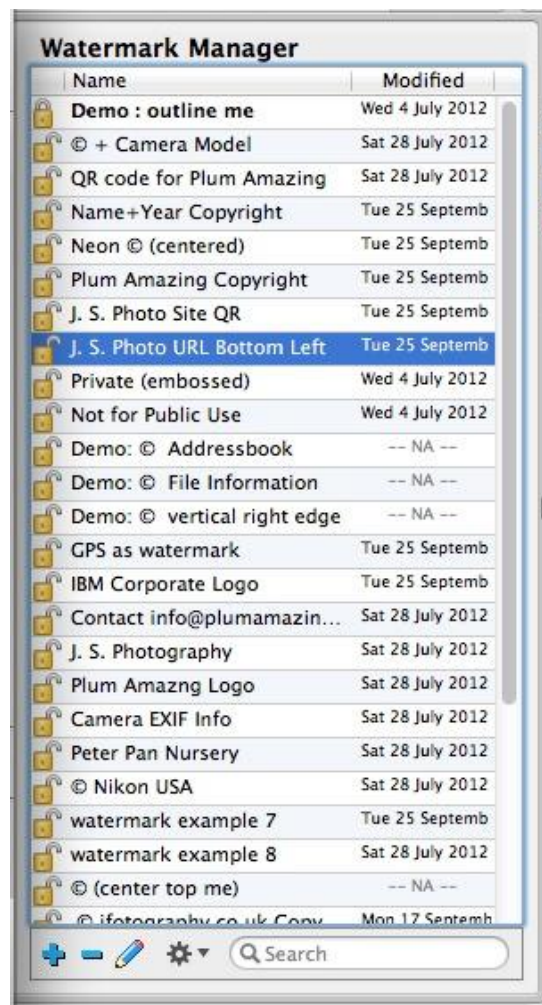 Watermark Manager
Name Modified
Demo : outline me Wed 4 July 2012
© + Camera Model Sat 28 July 2012
QR code for Plum Amazing Sat 28 July 2012
Name+Year Copyright Tue 25 Septemb
Neon © (centered) Tue 25 Septemb
Plum Amazing Copyright Tue 25 Septemb
J. S. Photo Site QR Tue 25 Septemb
J. S. Photo URL Bottom Left Tue 25 Septemb
Private (embossed) Wed 4 July 2012
Not for Public Use Wed 4 July 2012
Demo: © Addressbook -- NA --
Demo: © File Information -- NA --
Demo: © vertical right edge -- NA --
GPS as watermark Tue 25 Septemb
IBM Corporate Logo Tue 25 Septemb
Contact info@plumamazin... Sat 28 July 2012
J. S. Photography Sat 28 July 2012
Plum Amazng Logo Sat 28 July 2012
Camera EXIF Info Sat 28 July 2012
Peter Pan Nursery Sat 28 July 2012
© Nikon USA Sat 28 July 2012
watermark example 7 Tue 25 Septemb
watermark example 8 Sat 28 July 2012
© (center top me) -- NA --
© ifotography co uk Copy Mon 17 Septemb
Search